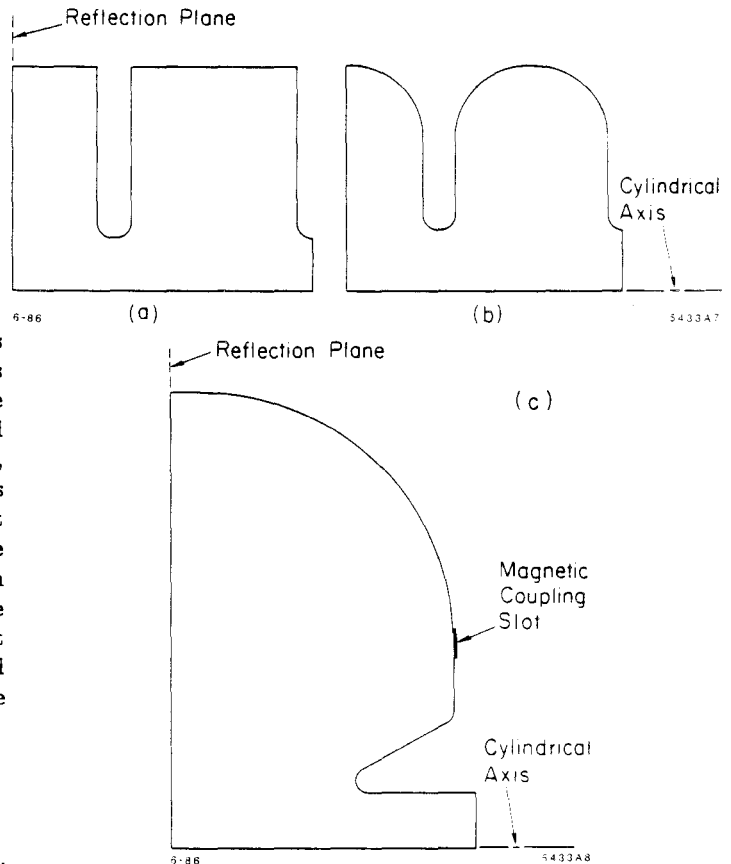 Reflection Plane
Cylindrical
Axis
6-86
(a)
(b)
5433A7
Reflection Plane
(c)
Magnetic
Coupling
Slot
Cylindrical
Axis
6-86
5433A8